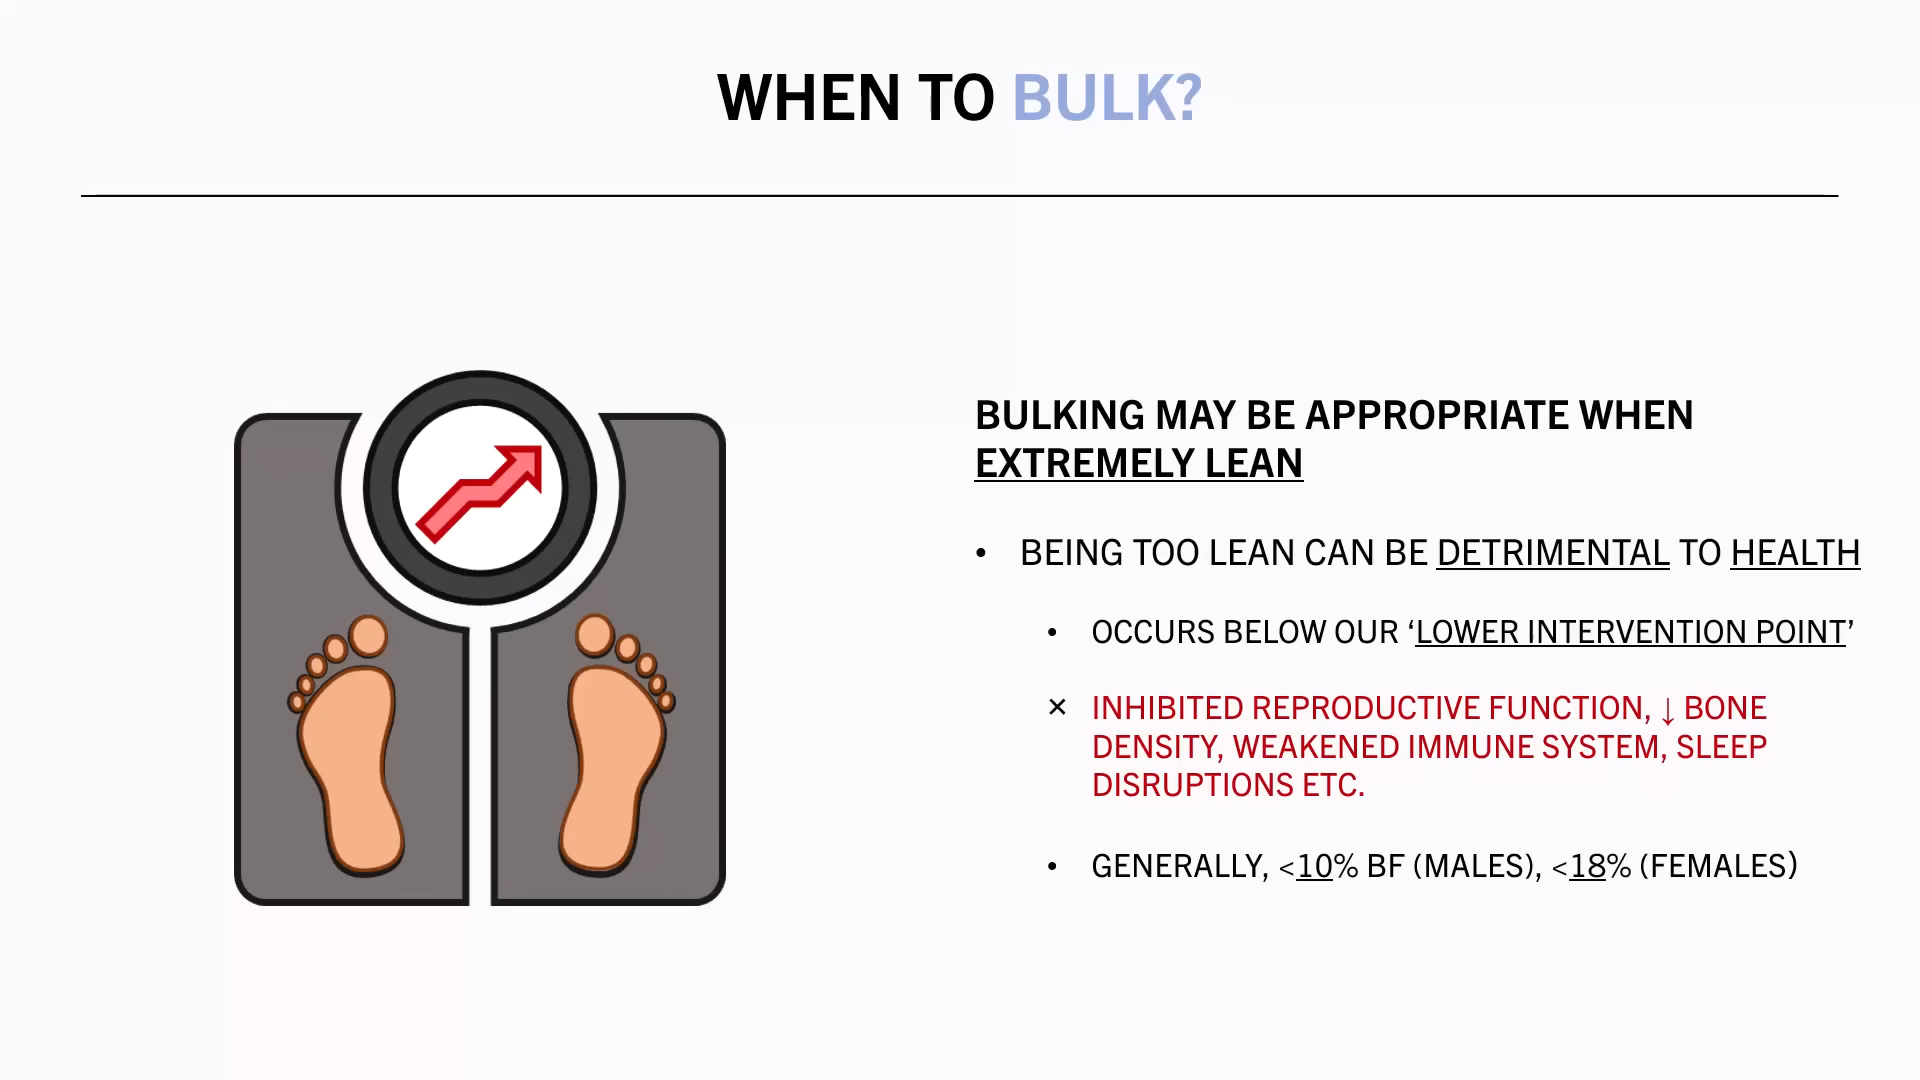 WHEN TO BULK?
BULKING MAY BE APPROPRIATE WHEN
EXTREMELY LEAN
• BEING TOO LEAN CAN BE DETRIMENTAL TO HEALTH
• OCCURS BELOW OUR ‘LOWER INTERVENTION POINT’
× INHIBITED REPRODUCTIVE FUNCTION, ↓ BONE
DENSITY, WEAKENED IMMUNE SYSTEM, SLEEP
DISRUPTIONS ETC.
• GENERALLY, <10% BF (MALES), <18% (FEMALES)